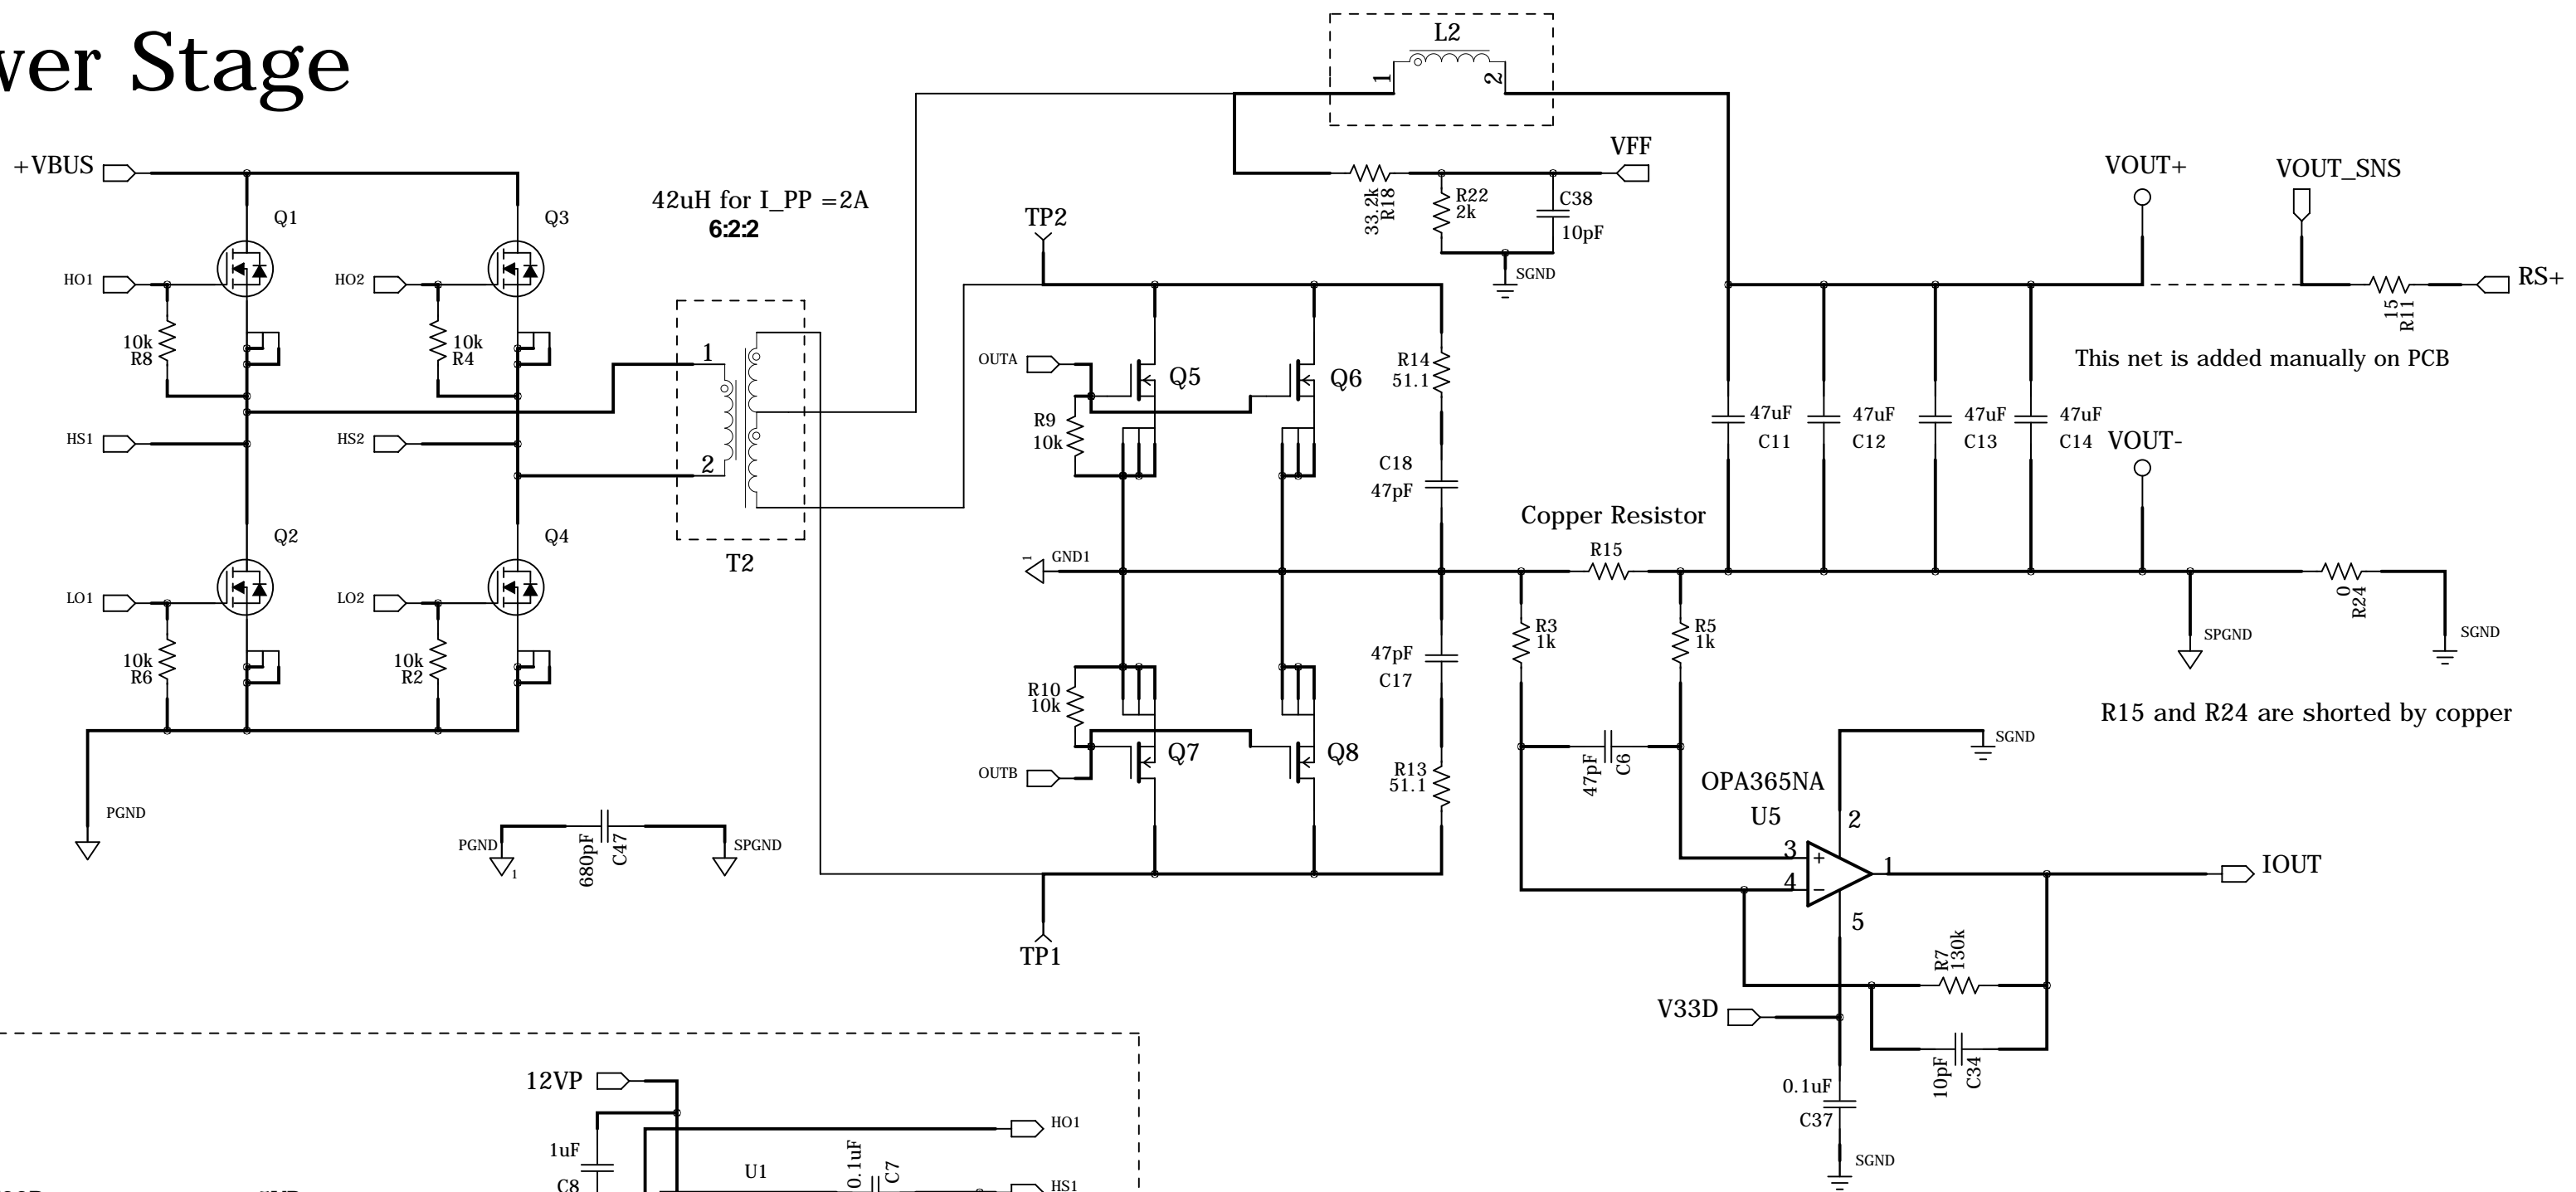 wer Stage
L2
1
2
+VBUS
42uH for I_PP =2A
6:2:2
VFF
33.2k
R18
R22
2k
C38
10pF
SGND
VOUT+
VOUT_SNS
RS+
15
R11
This net is added manually on PCB
Q1
Q3
HO1
HO2
10k
R8
10k
R4
HS1
HS2
1
2
T2
TP2
OUTA
Q5
Q6
R9
10k
R14
51.1
C18
47pF
47uF
C11
47uF
C12
47uF
C13
47uF
C14
VOUT-
Copper Resistor
R15
Q2
Q4
LO1
LO2
10k
R6
10k
R2
1
GND1
R3
1k
R5
1k
47pF
C17
R10
10k
Q7
Q8
OUTB
R13
51.1
0
R24
SPGND
SGND
R15 and R24 are shorted by copper
PGND
PGND
1
680pF
C47
SPGND
TP1
47pF
C6
OPA365NA
U5
SGND
2
3
4
1
5
IOUT
R7
130k
V33D
10pF
C34
0.1uF
C37
SGND
12VP
HO1
1uF
C8
U1
0.1uF
C7
HS1